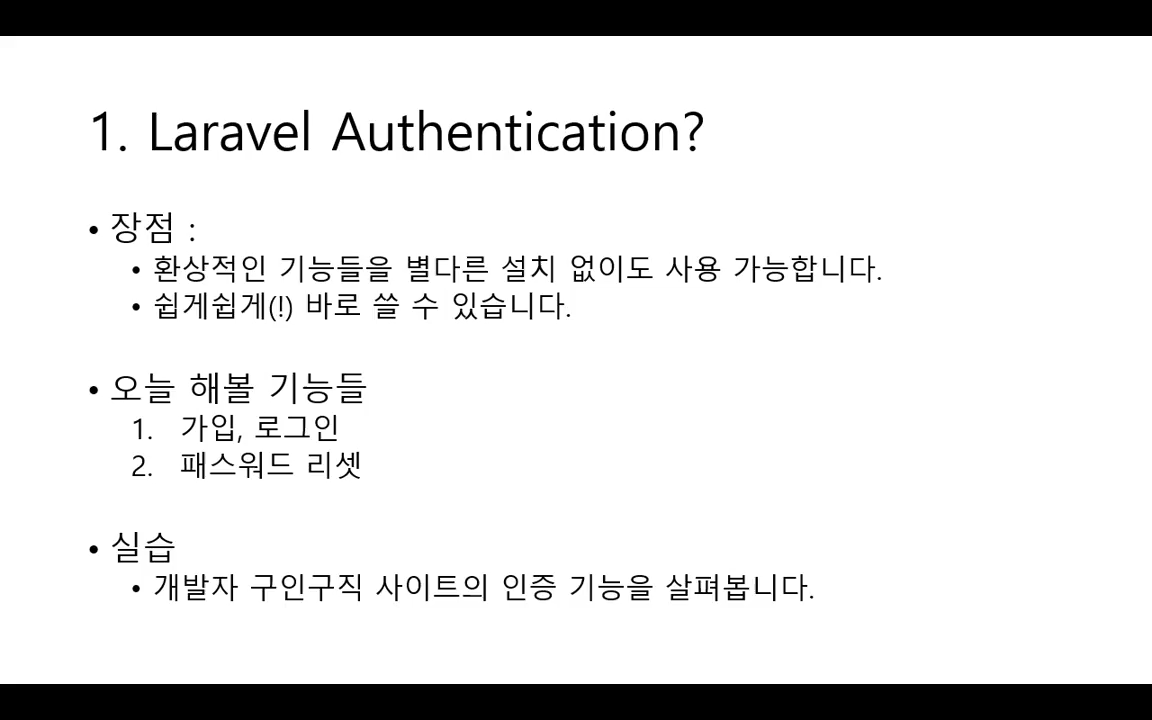 1. Laravel Authentication?
• 장점 :
• 환상적인 기능들을 별다른 설치 없이도 사용 가능합니다.
• 쉽게쉽게(!) 바로 쓸 수 있습니다.
• 오늘 해볼 기능들
1. 가입, 로그인
2. 패스워드 리셋
• 실습
• 개발자 구인구직 사이트의 인증 기능을 살펴봅니다.